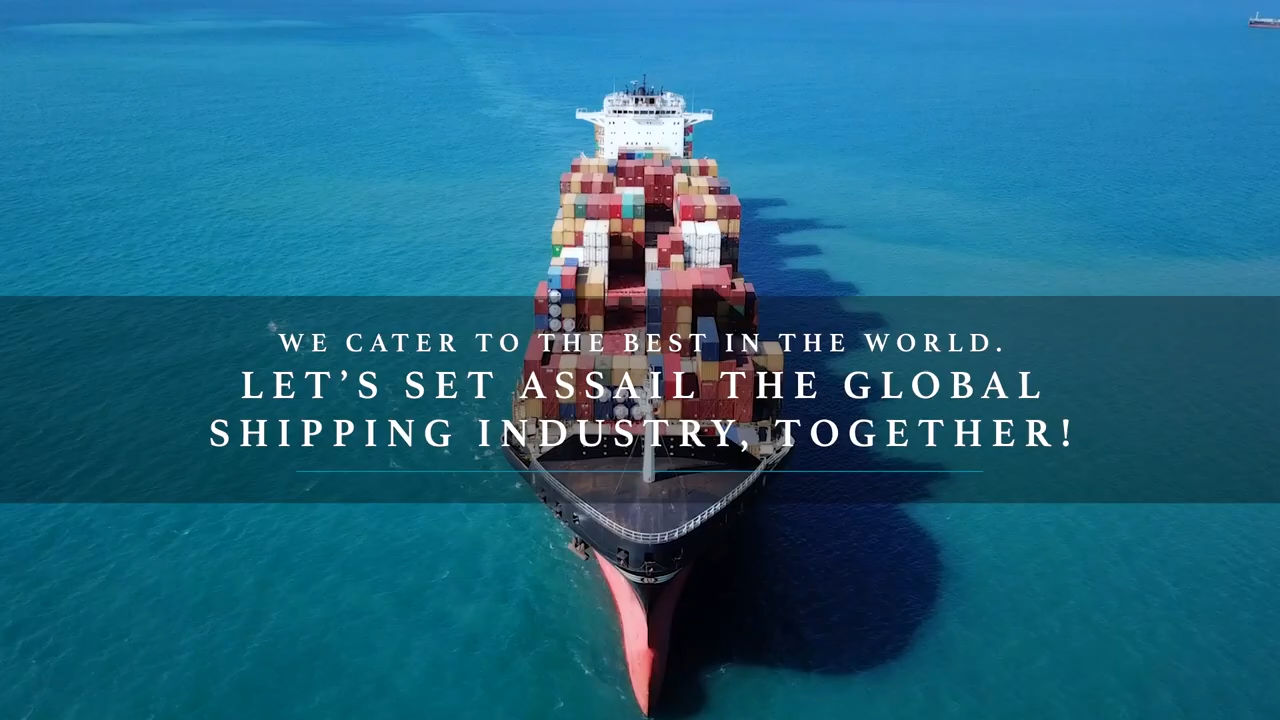 WE CATER TO THE BEST IN THE WORLD.
LET’S SET ASSAIL THE GLOBAL
SHIPPING INDUSTRY, TOGETHER!